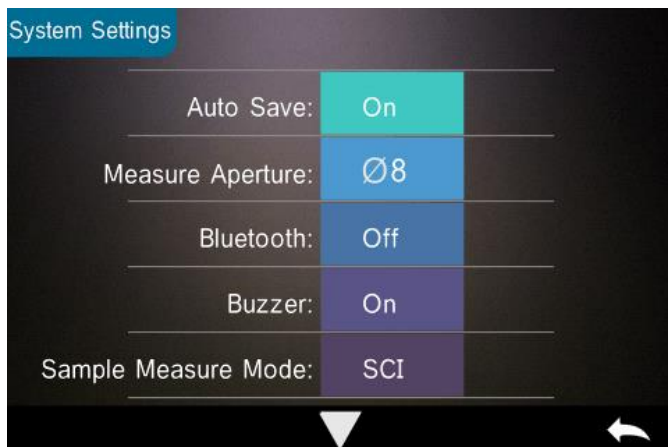 System Settings
Auto Save: On
Measure Aperture: Ø8
Bluetooth: Off
Buzzer: On
Sample Measure Mode: SCI